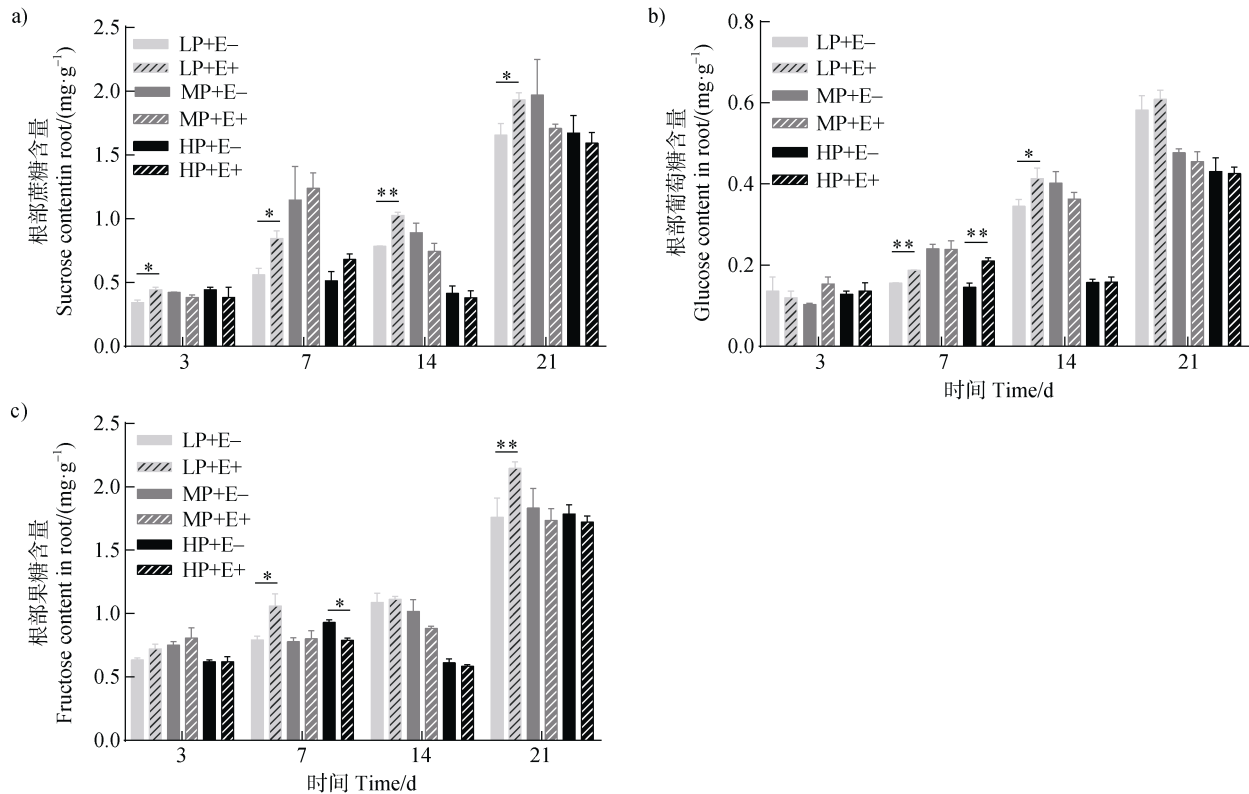 a)
根部蔗糖含量
Sucrose contentin root/(mg·g⁻¹)
2.5
2.0
1.5
1.0
0.5
0.0
LP+E−
LP+E+
MP+E−
MP+E+
HP+E−
HP+E+
*
*
**
*
3 7 14 21
b)
根部葡萄糖含量
Glucose content in root/(mg·g⁻¹)
0.8
0.6
0.4
0.2
0.0
LP+E−
LP+E+
MP+E−
MP+E+
HP+E−
HP+E+
** **
*
3 7 14 21
时间 Time/d
c)
根部果糖含量
Fructose content in root/(mg·g⁻¹)
2.5
2.0
1.5
1.0
0.5
0.0
LP+E−
LP+E+
MP+E−
MP+E+
HP+E−
HP+E+
*
*
**
3 7 14 21
时间 Time/d